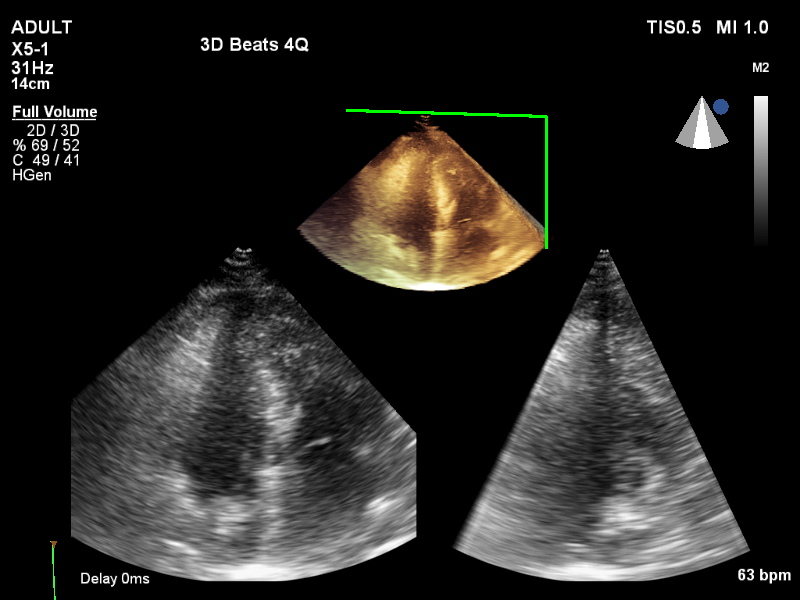 ADULT
X5-1
31Hz
14cm
Full Volume
2D / 3D
% 69 / 52
C 49 / 41
HGen
3D Beats 4Q
TIS0.5 MI 1.0
M2
Delay 0ms
63 bpm